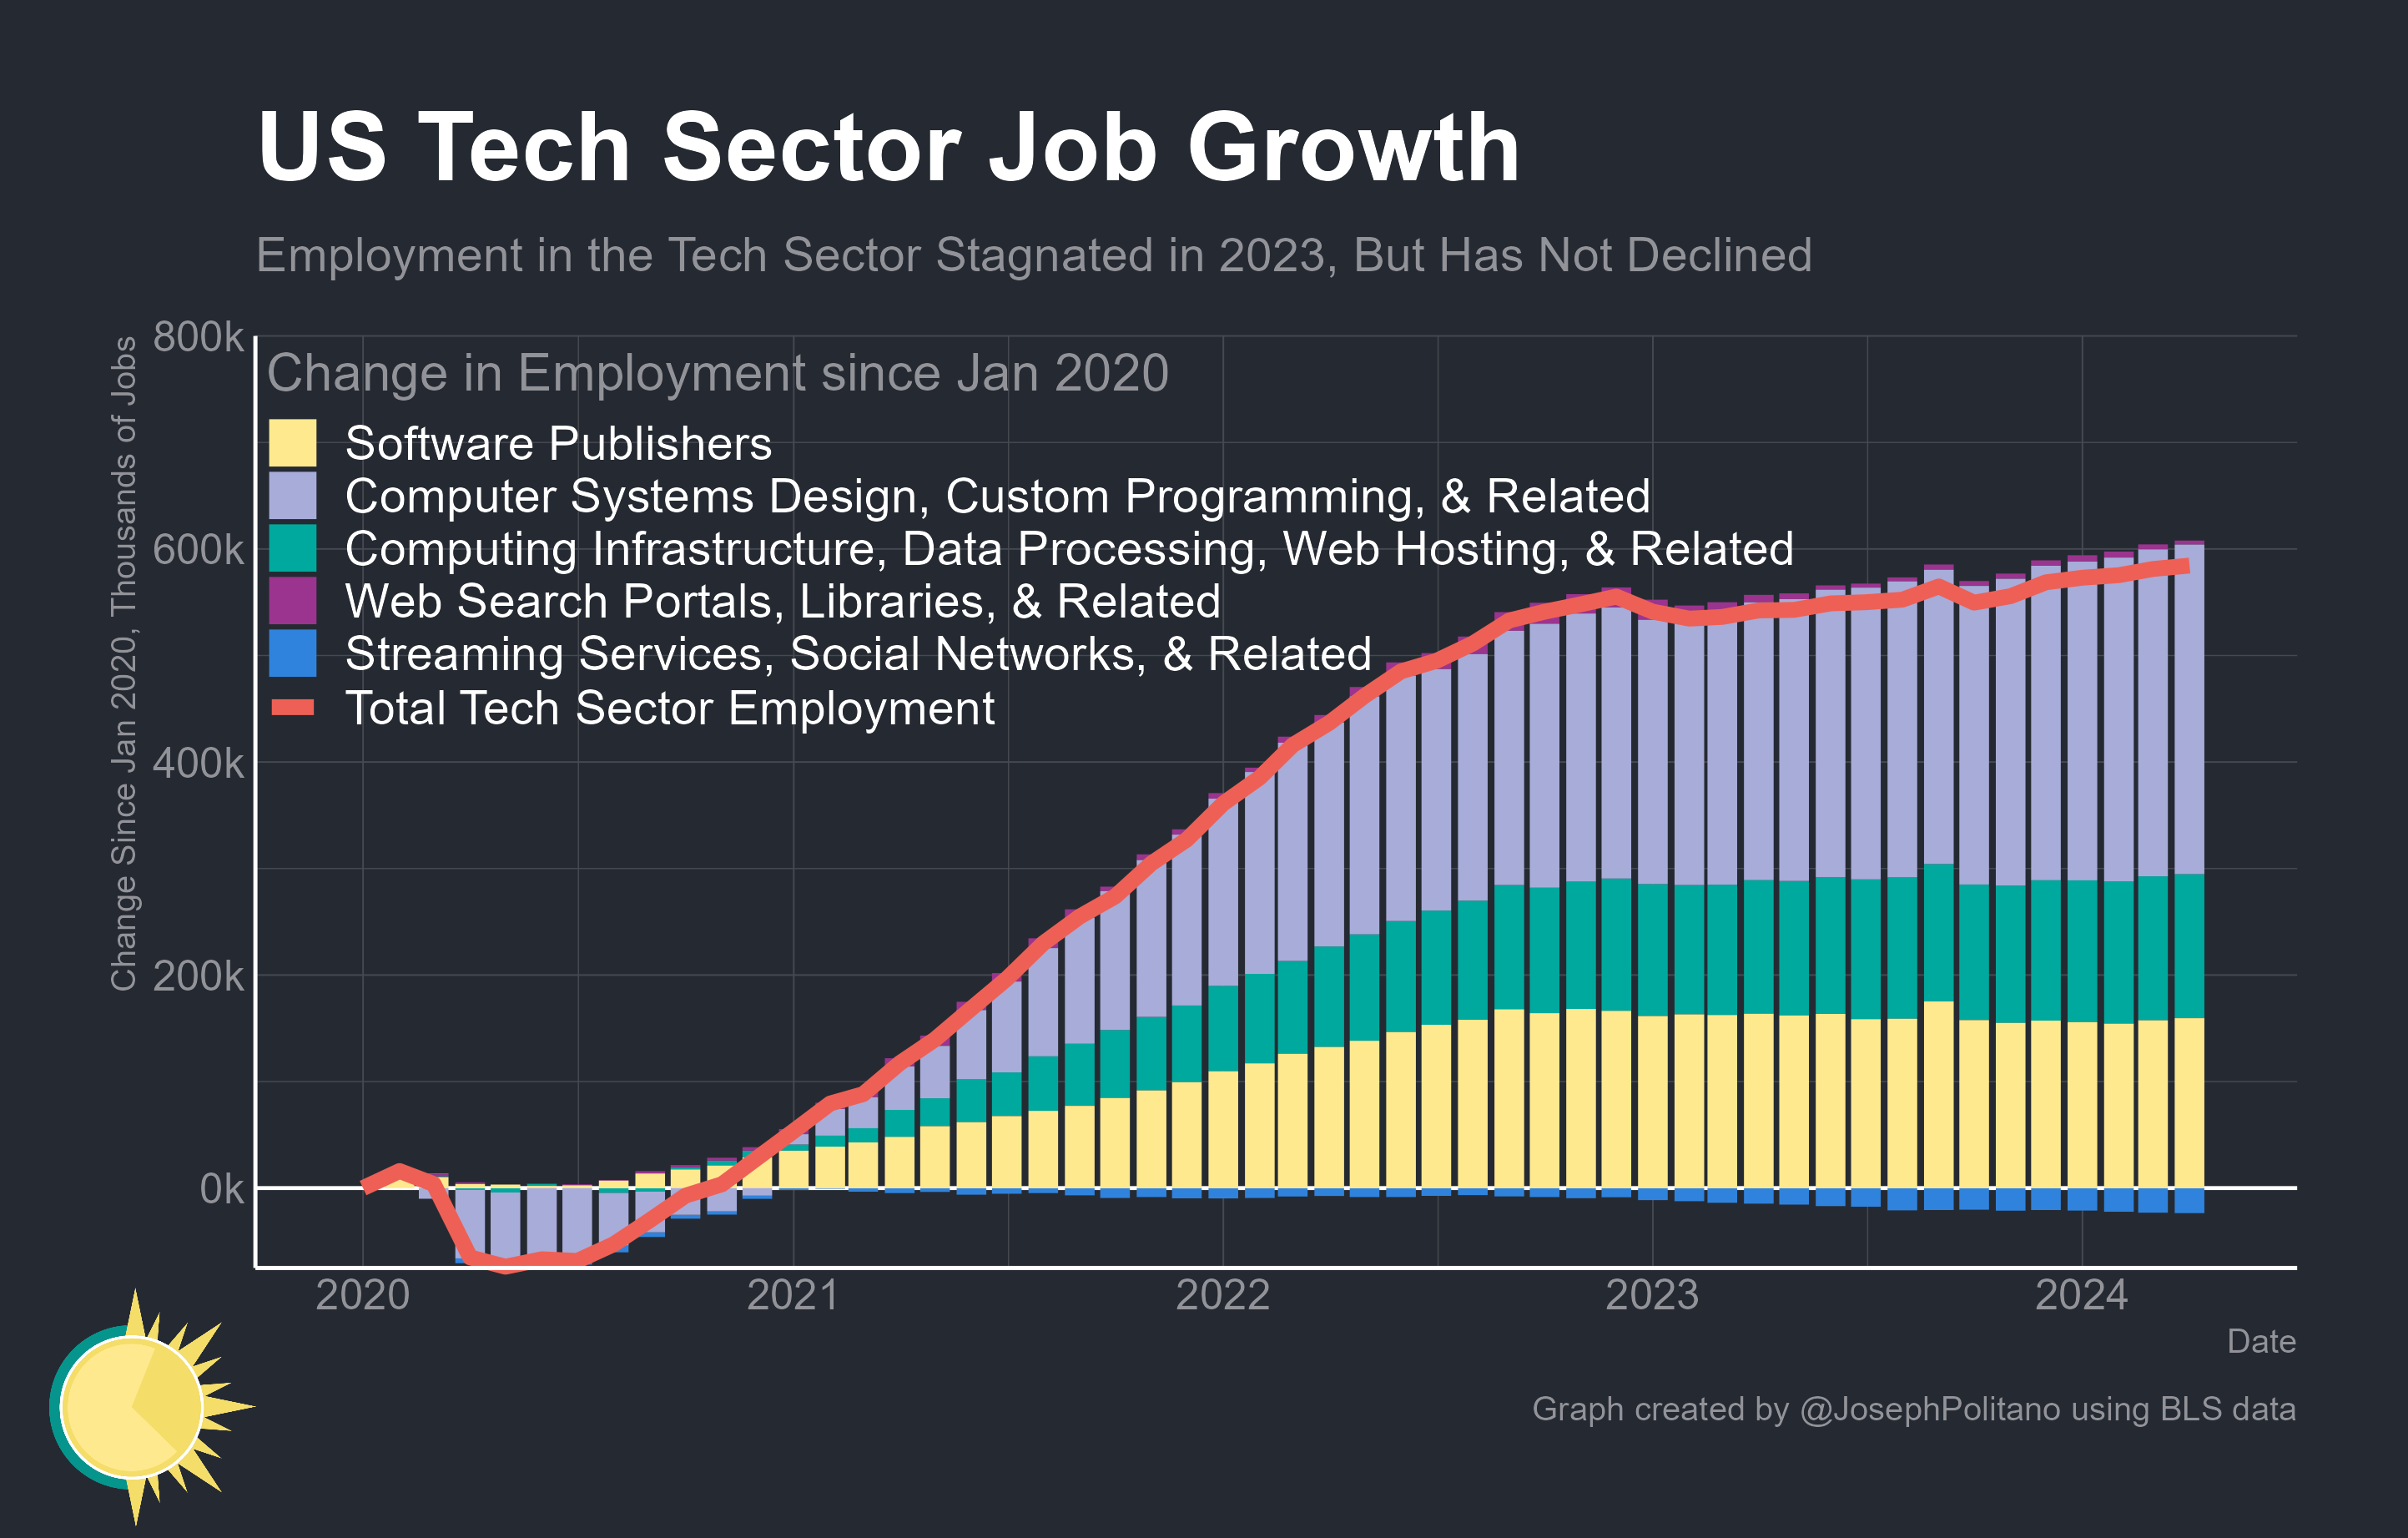 US Tech Sector Job Growth
Employment in the Tech Sector Stagnated in 2023, But Has Not Declined
Change Since Jan 2020, Thousands of Jobs
800k
600k
400k
200k
0k
Change in Employment since Jan 2020
Software Publishers
Computer Systems Design, Custom Programming, & Related
Computing Infrastructure, Data Processing, Web Hosting, & Related
Web Search Portals, Libraries, & Related
Streaming Services, Social Networks, & Related
Total Tech Sector Employment
2020 2021 2022 2023 2024
Date
Graph created by @JosephPolitano using BLS data